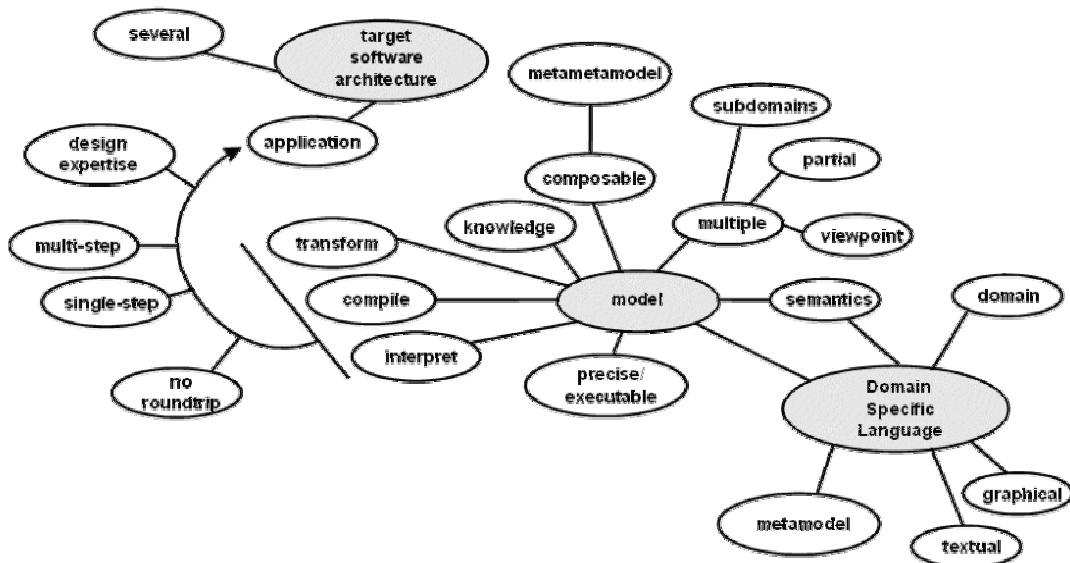 several
target
software
architecture
metametamodel
subdomains
design
expertise
application
partial
composable
knowledge
multiple
viewpoint
multi-step
transform
single-step
compile
model
semantics
domain
interpret
no
roundtrip
precise/
executable
Domain
Specific
Language
graphical
metamodel
textual